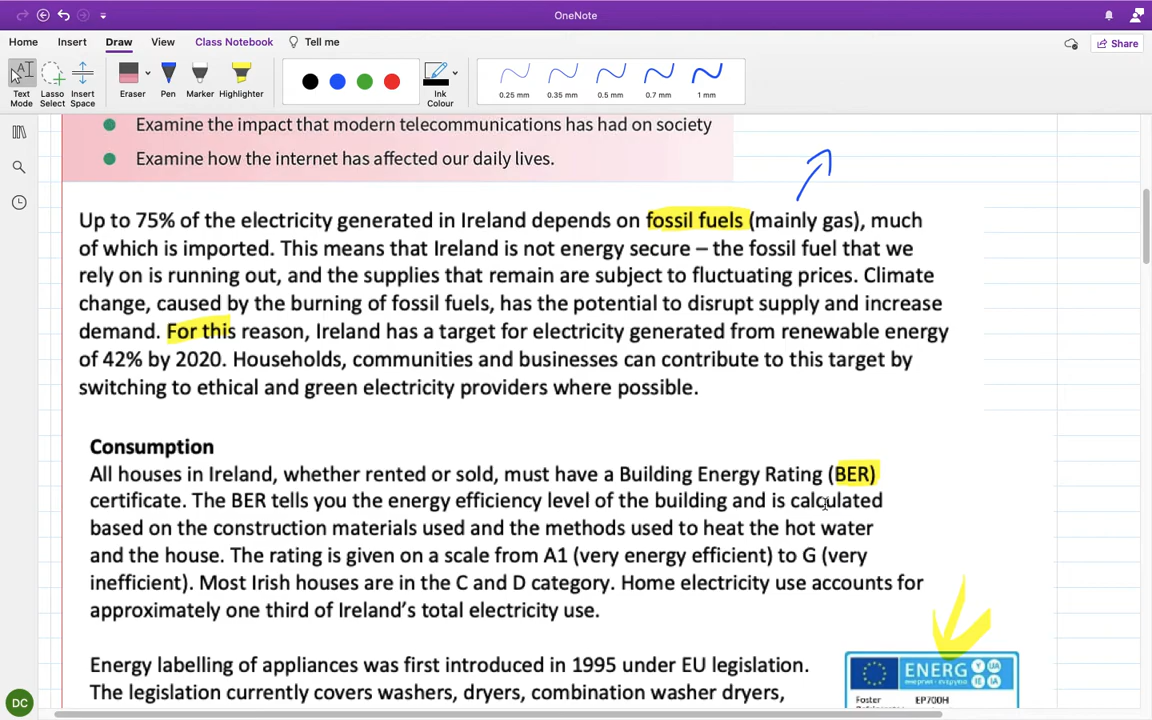 OneNote
Home Insert Draw View Class Notebook Tell me Share
Text Mode Lasso Select Insert Space Eraser Pen Marker Highlighter Ink Colour 0.25 mm 0.35 mm 0.5 mm 0.7 mm 1 mm
Examine the impact that modern telecommunications has had on society
Examine how the internet has affected our daily lives.
Up to 75% of the electricity generated in Ireland depends on fossil fuels (mainly gas), much
of which is imported. This means that Ireland is not energy secure – the fossil fuel that we
rely on is running out, and the supplies that remain are subject to fluctuating prices. Climate
change, caused by the burning of fossil fuels, has the potential to disrupt supply and increase
demand. For this reason, Ireland has a target for electricity generated from renewable energy
of 42% by 2020. Households, communities and businesses can contribute to this target by
switching to ethical and green electricity providers where possible.
Consumption
All houses in Ireland, whether rented or sold, must have a Building Energy Rating (BER)
certificate. The BER tells you the energy efficiency level of the building and is calculated
based on the construction materials used and the methods used to heat the hot water
and the house. The rating is given on a scale from A1 (very energy efficient) to G (very
inefficient). Most Irish houses are in the C and D category. Home electricity use accounts for
approximately one third of Ireland's total electricity use.
Energy labelling of appliances was first introduced in 1995 under EU legislation.
The legislation currently covers washers, dryers, combination washer dryers,
ENERG Y UA
IE IA
Foster EP700H
DC